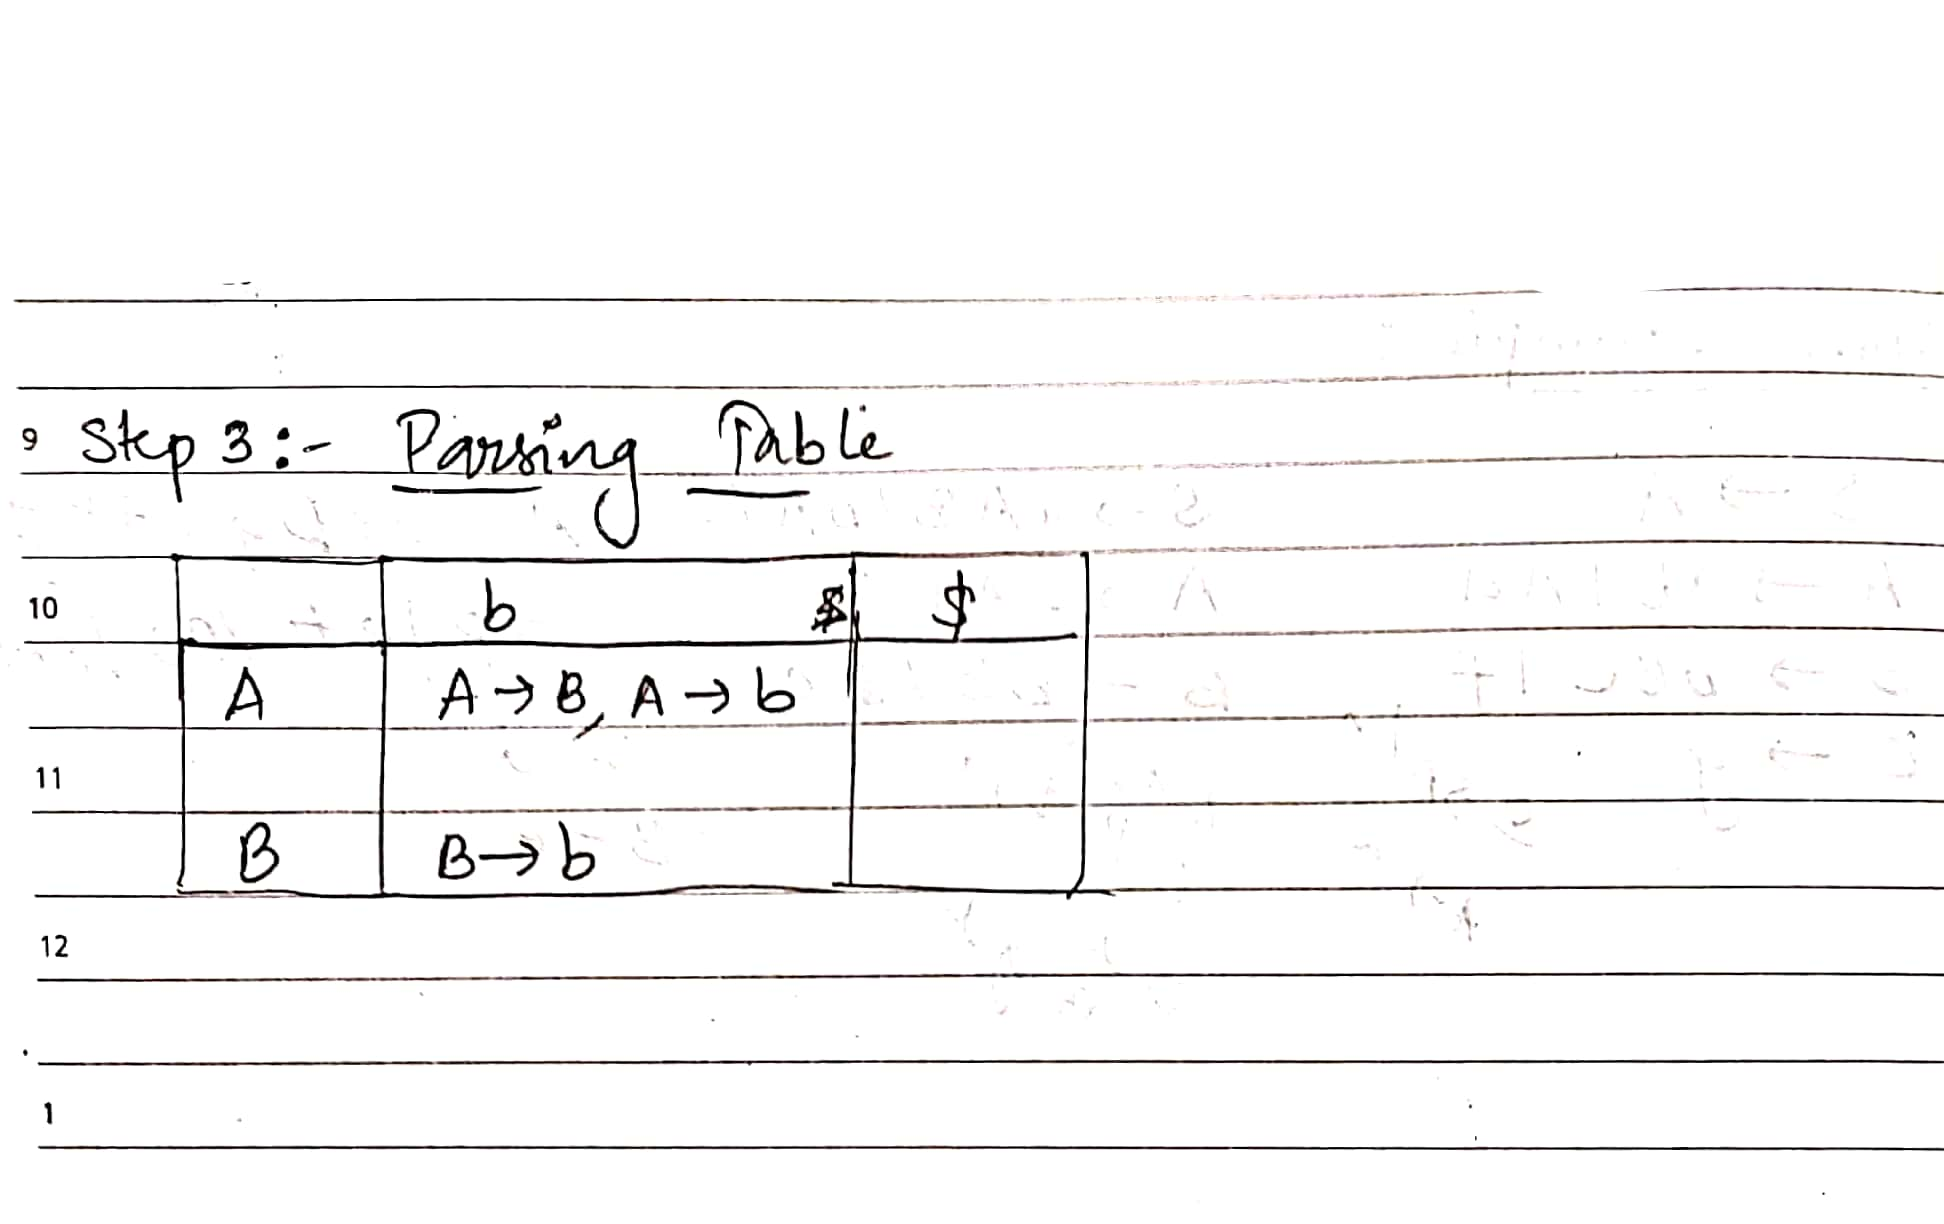 9 Step 3:- Parsing Table
10 b $
A A → B, A → b
11
B B → b
12
1